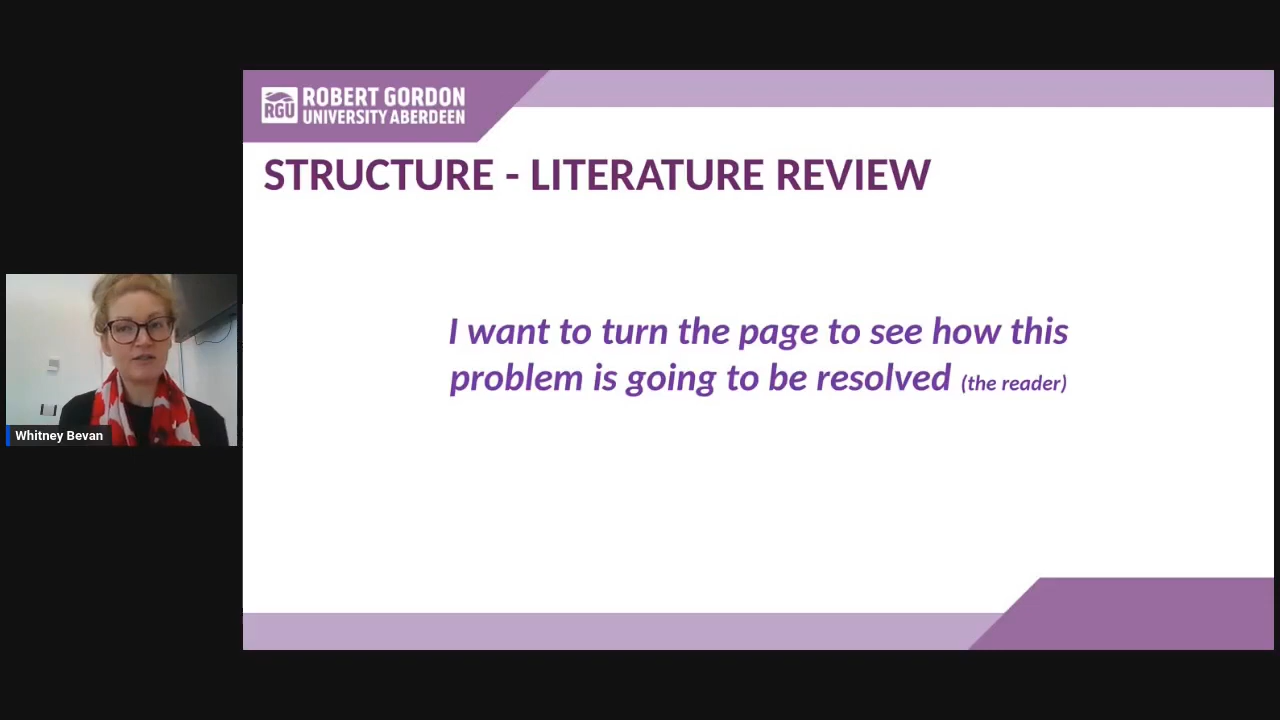 RGU
ROBERT GORDON
UNIVERSITY ABERDEEN
STRUCTURE - LITERATURE REVIEW
I want to turn the page to see how this
problem is going to be resolved (the reader)
Whitney Bevan